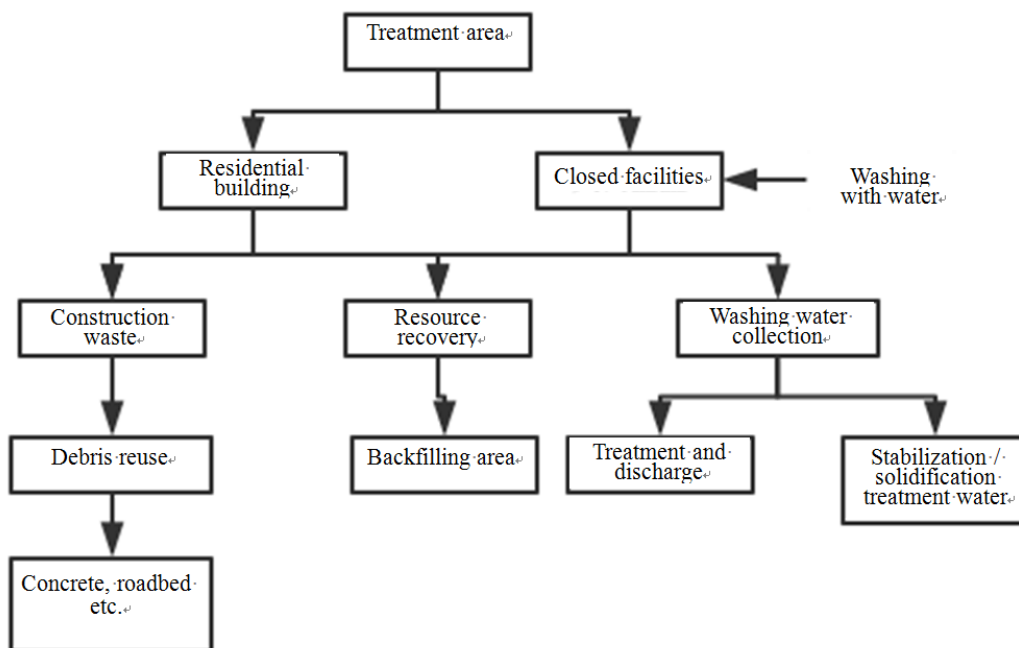 Treatment area
Residential
building
Closed facilities
Washing
with water
Construction
waste
Resource
recovery
Washing water
collection
Debris reuse
Backfilling area
Treatment and
discharge
Stabilization /
solidification
treatment water
Concrete, roadbed
etc.